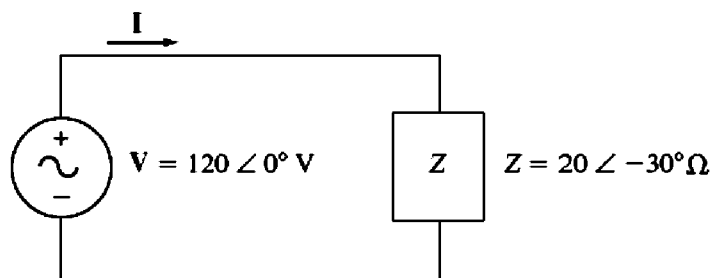 I
+
V = 120 ∠ 0° V
−
Z
Z = 20 ∠ −30°Ω